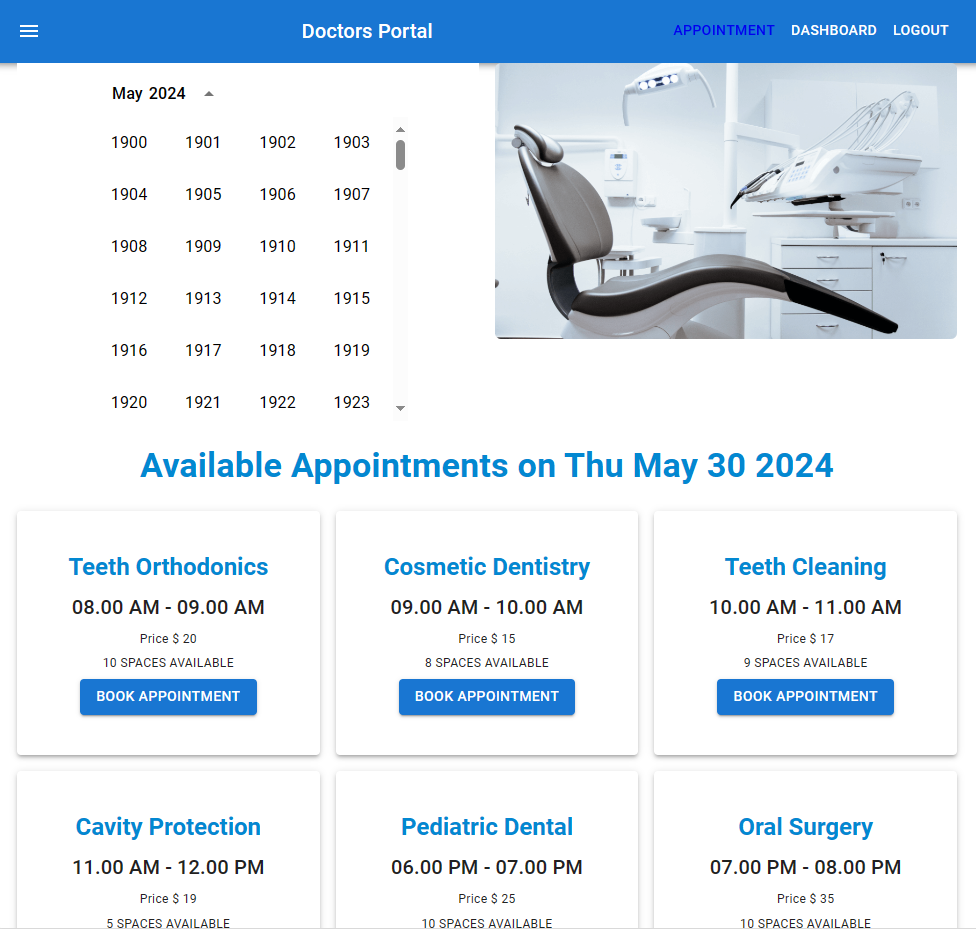 Doctors Portal
APPOINTMENT DASHBOARD LOGOUT
May 2024
1900 1901 1902 1903
1904 1905 1906 1907
1908 1909 1910 1911
1912 1913 1914 1915
1916 1917 1918 1919
1920 1921 1922 1923
Available Appointments on Thu May 30 2024
Teeth Orthodonics
08.00 AM - 09.00 AM
Price $ 20
10 SPACES AVAILABLE
BOOK APPOINTMENT
Cosmetic Dentistry
09.00 AM - 10.00 AM
Price $ 15
8 SPACES AVAILABLE
BOOK APPOINTMENT
Teeth Cleaning
10.00 AM - 11.00 AM
Price $ 17
9 SPACES AVAILABLE
BOOK APPOINTMENT
Cavity Protection
11.00 AM - 12.00 PM
Price $ 19
5 SPACES AVAILABLE
Pediatric Dental
06.00 PM - 07.00 PM
Price $ 25
10 SPACES AVAILABLE
Oral Surgery
07.00 PM - 08.00 PM
Price $ 35
10 SPACES AVAILABLE